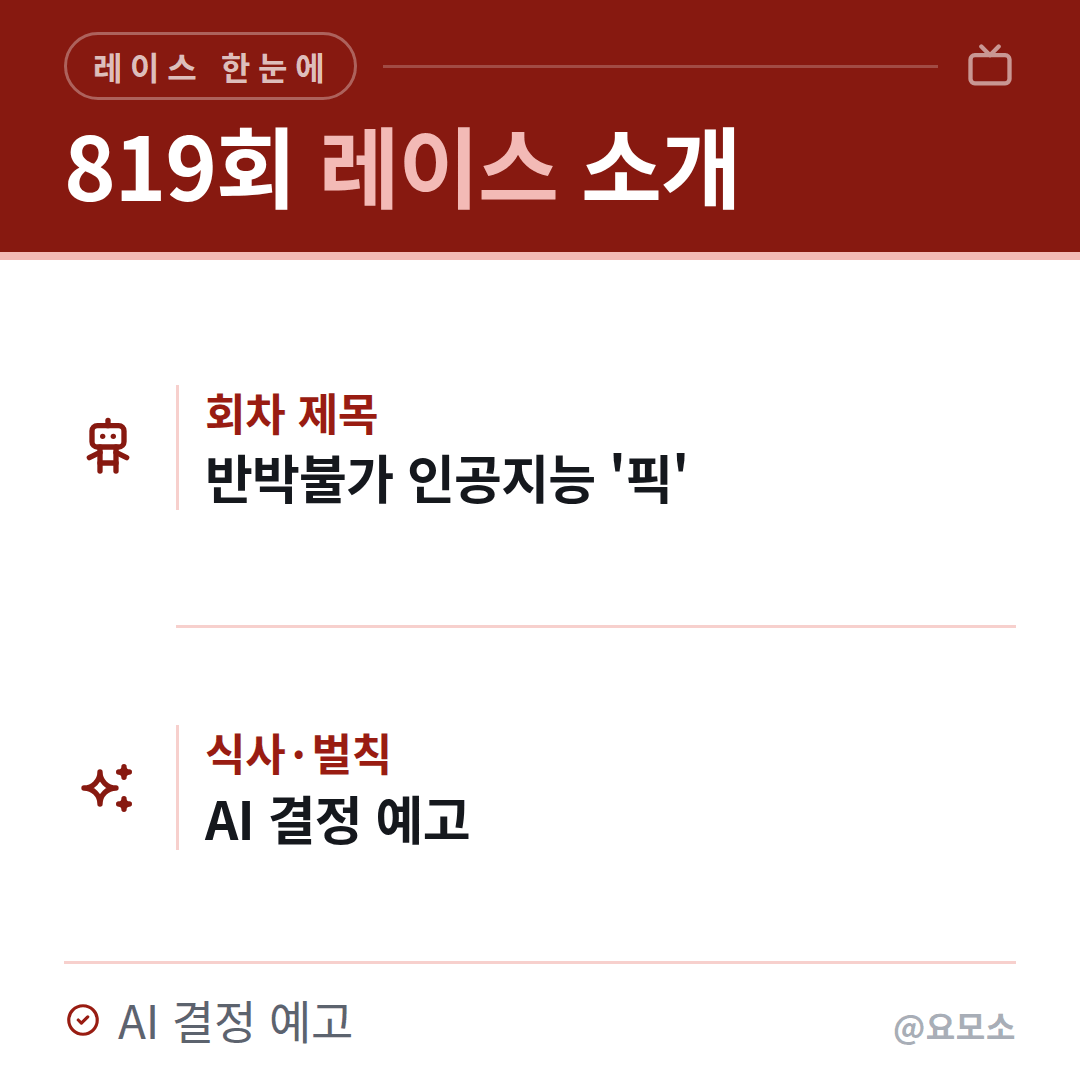 레이스 한눈에
819회 레이스 소개
회차 제목
반박불가 인공지능 '픽'
식사·벌칙
AI 결정 예고
AI 결정 예고
@요모소